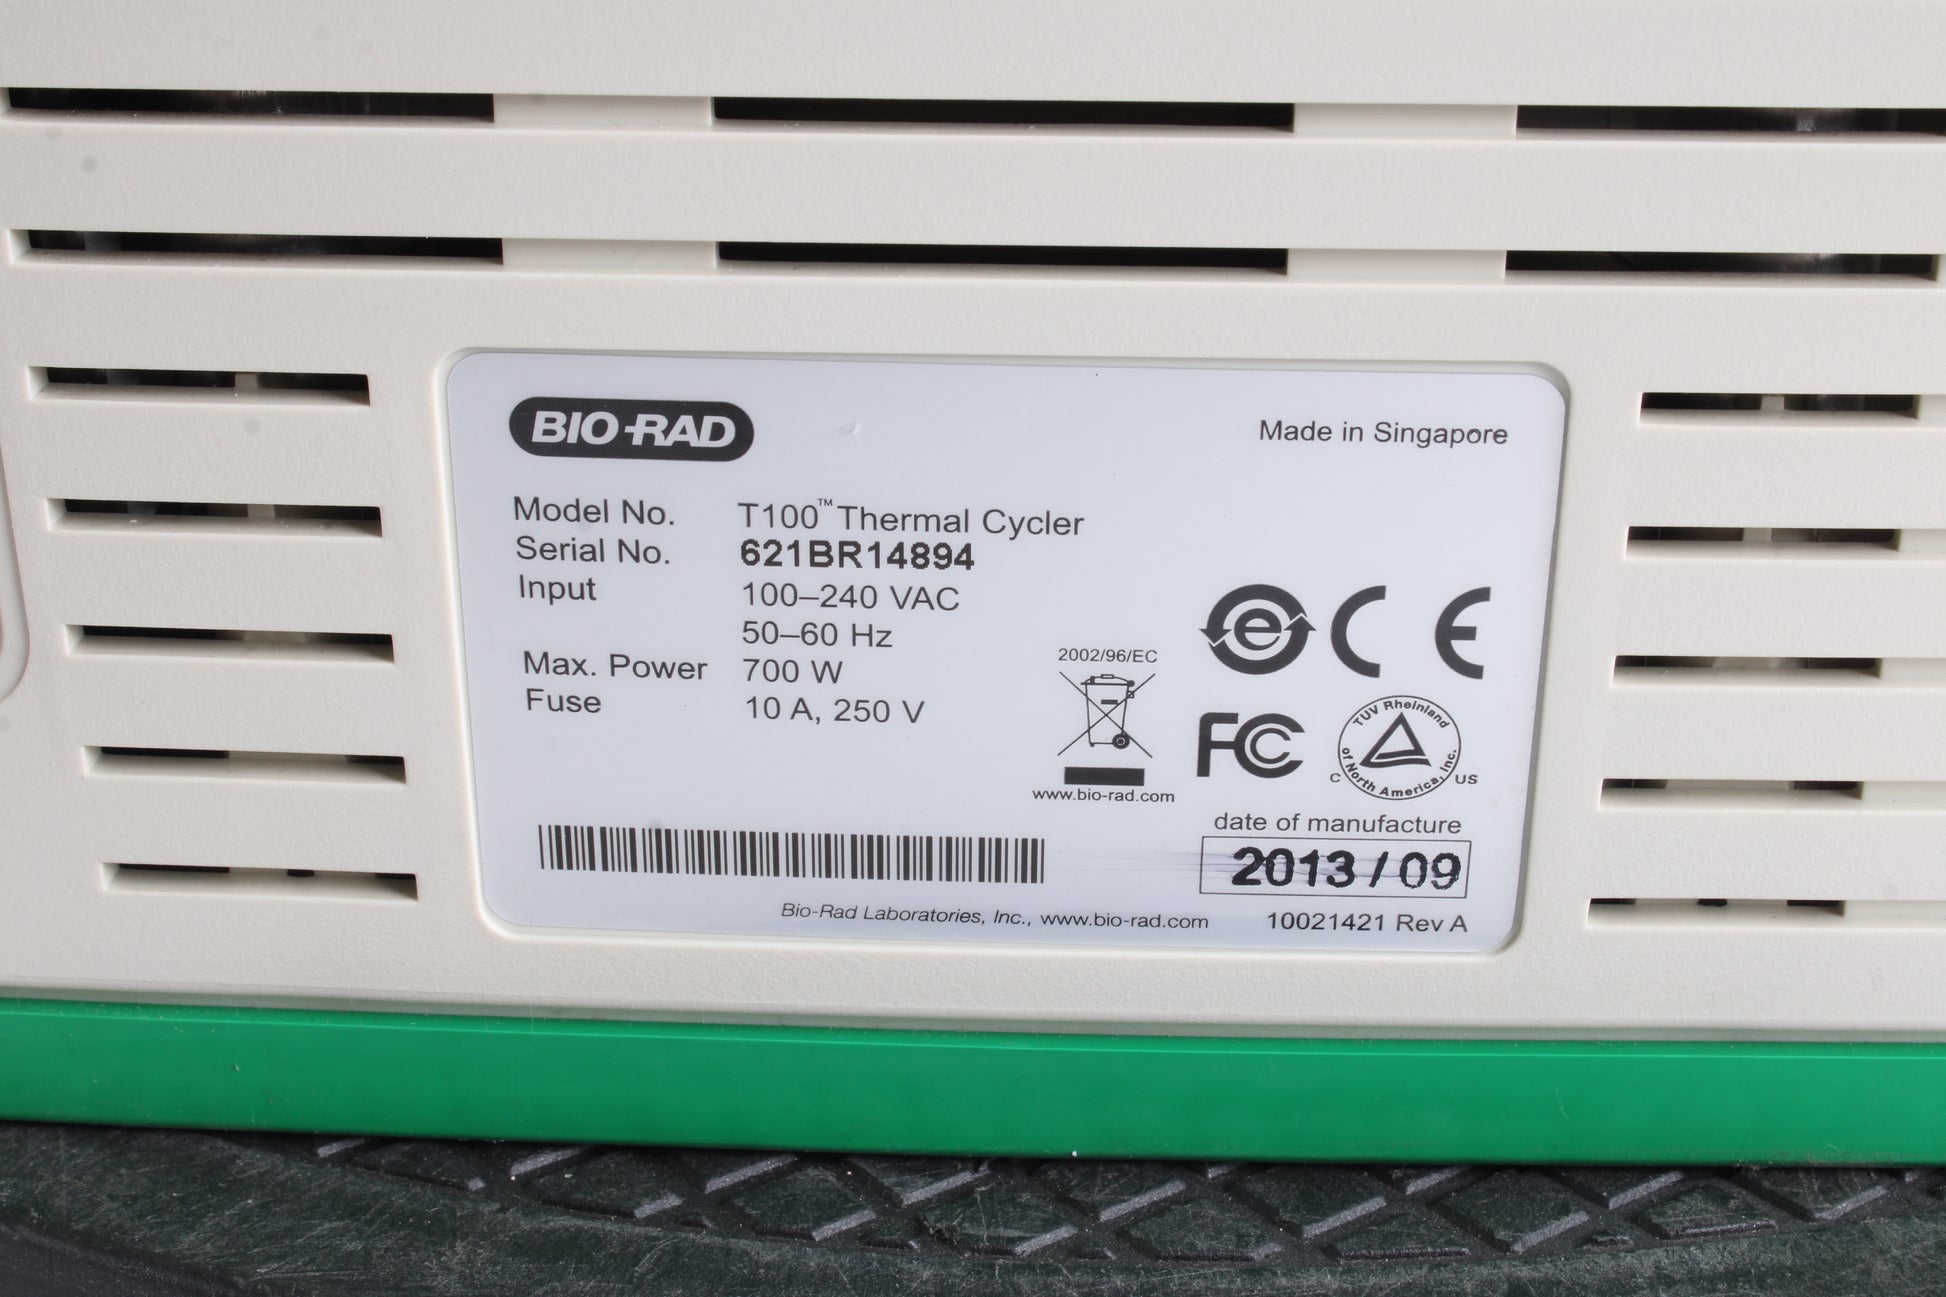 BIO-RAD
Made in Singapore
Model No. T100™ Thermal Cycler
Serial No. 621BR14894
Input 100–240 VAC
50–60 Hz
Max. Power 700 W
Fuse 10 A, 250 V
2002/96/EC
www.bio-rad.com
e
CE
FC
TUV Rheinland
of North America, Inc.
C US
date of manufacture
2013/09
Bio-Rad Laboratories, Inc., www.bio-rad.com 10021421 Rev A